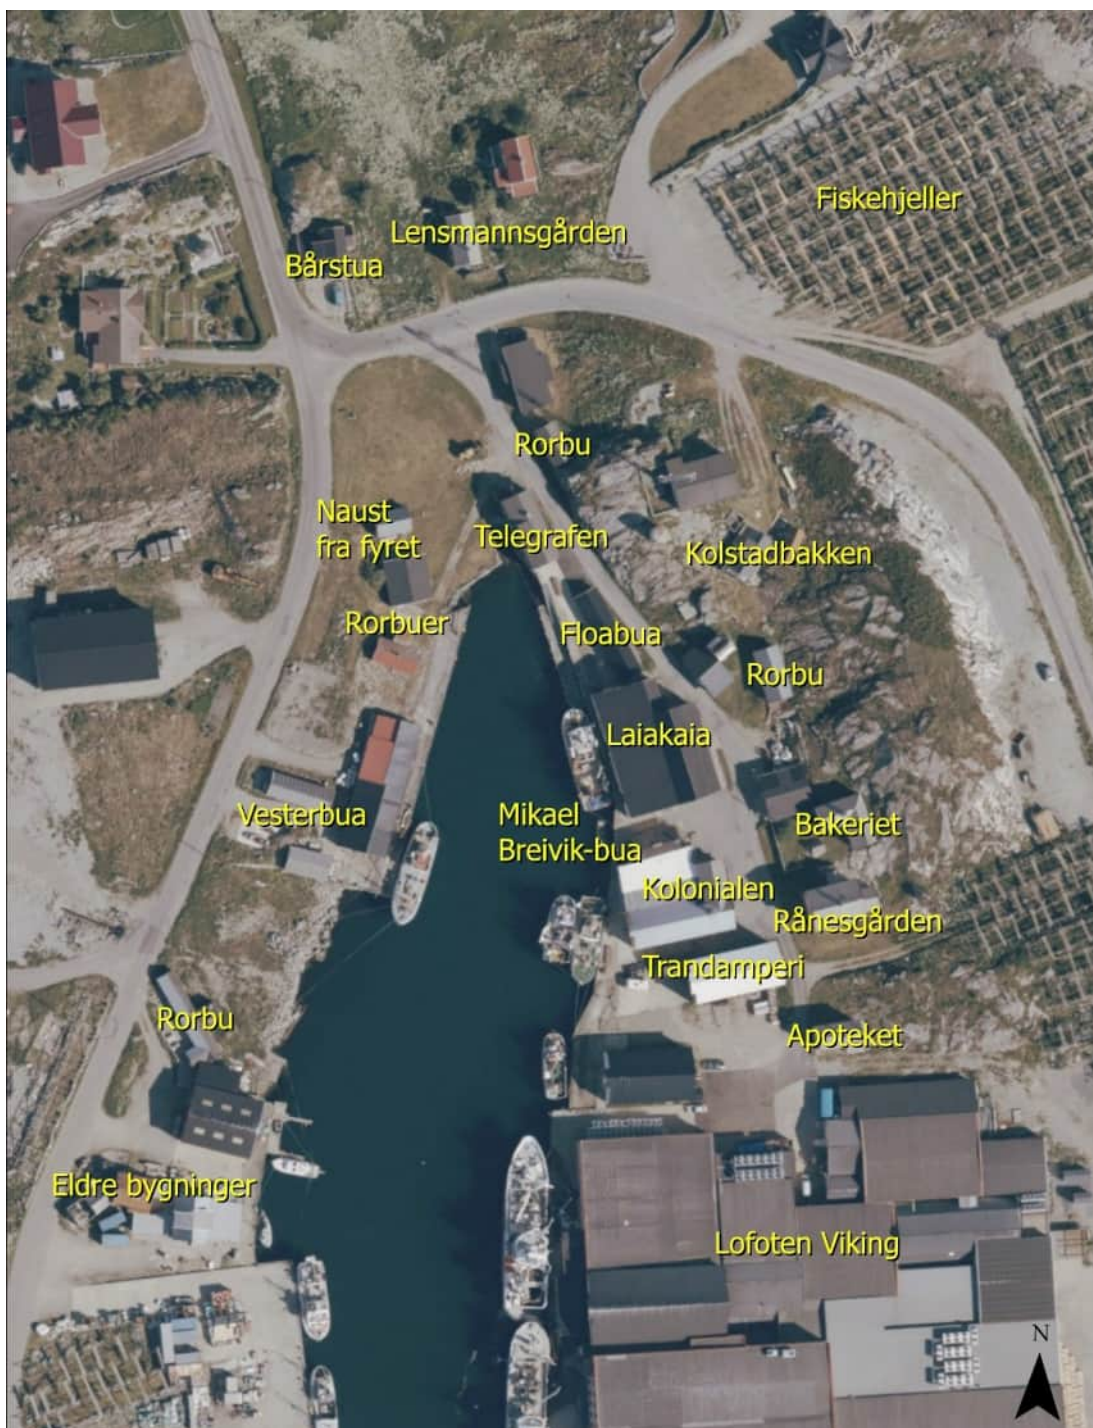 Fiskehjeller
Lensmannsgården
Bårstua
Rorbu
Naust
fra fyret
Telegrafen
Kolstadbakken
Rorbuer
Floabua
Rorbu
Laiakaia
Vesterbua
Mikael
Breivik-bua
Bakeriet
Kolonialen
Rånesgården
Trandamperi
Rorbu
Apoteket
Eldre bygninger
Lofoten Viking
N